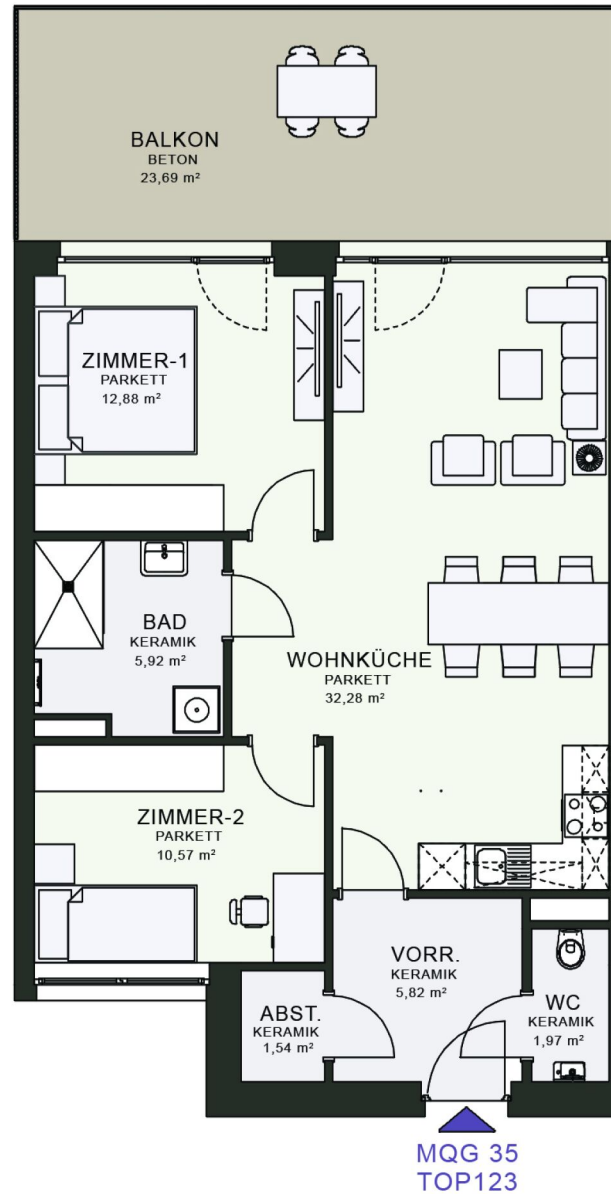 BALKON
BETON
23,69 m²
ZIMMER-1
PARKETT
12,88 m²
BAD
KERAMIK
5,92 m²
WOHNKÜCHE
PARKETT
32,28 m²
ZIMMER-2
PARKETT
10,57 m²
VORR.
KERAMIK
5,82 m²
ABST.
KERAMIK
1,54 m²
WC
KERAMIK
1,97 m²
MQG 35
TOP123